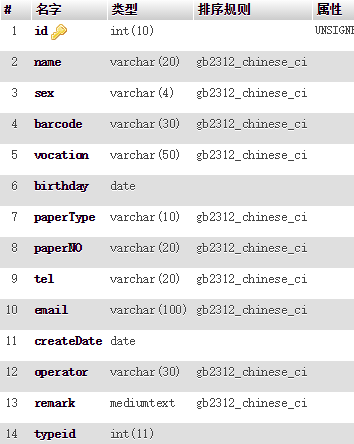 # 名字 类型 排序规则 属性
1 id int(10) UNSIGNE
2 name varchar(20) gb2312_chinese_ci
3 sex varchar(4) gb2312_chinese_ci
4 barcode varchar(30) gb2312_chinese_ci
5 vocation varchar(50) gb2312_chinese_ci
6 birthday date
7 paperType varchar(10) gb2312_chinese_ci
8 paperNO varchar(20) gb2312_chinese_ci
9 tel varchar(20) gb2312_chinese_ci
10 email varchar(100) gb2312_chinese_ci
11 createDate date
12 operator varchar(30) gb2312_chinese_ci
13 remark mediumtext gb2312_chinese_ci
14 typeid int(11)